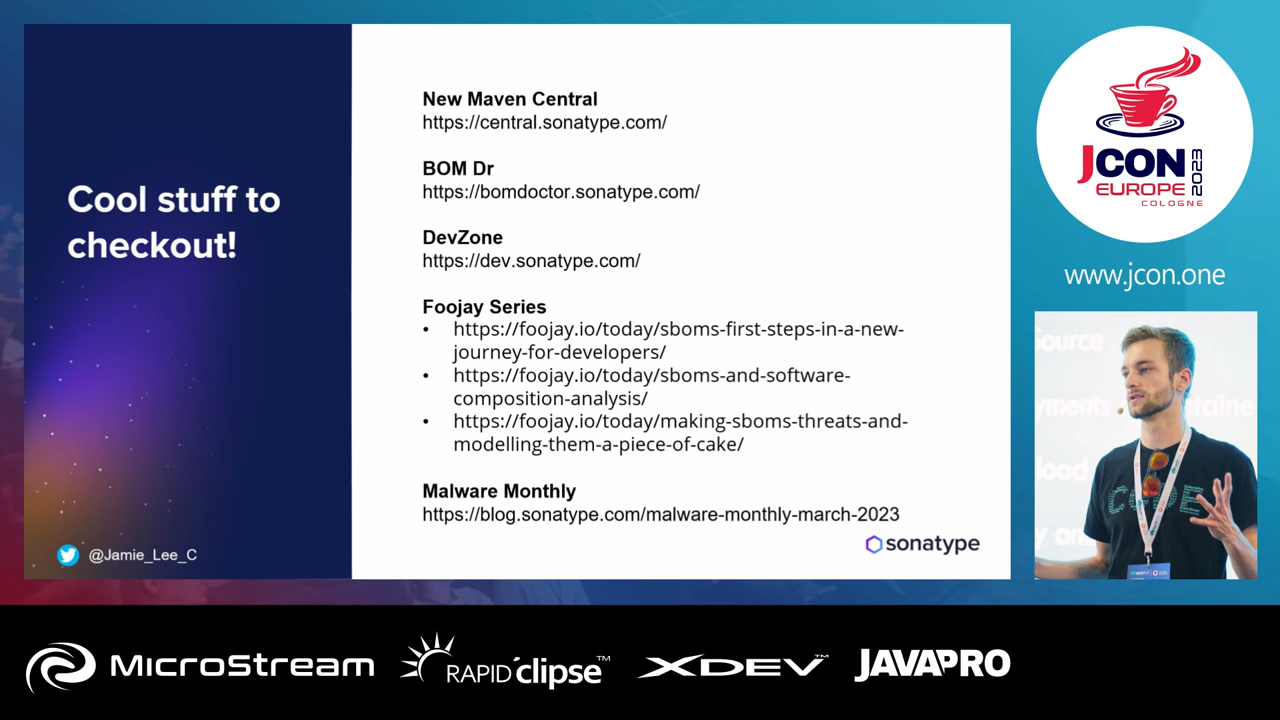 Cool stuff to
checkout!
@Jamie_Lee_C
New Maven Central
https://central.sonatype.com/
BOM Dr
https://bomdoctor.sonatype.com/
DevZone
https://dev.sonatype.com/
Foojay Series
• https://foojay.io/today/sboms-first-steps-in-a-new-
journey-for-developers/
• https://foojay.io/today/sboms-and-software-
composition-analysis/
• https://foojay.io/today/making-sboms-threats-and-
modelling-them-a-piece-of-cake/
Malware Monthly
https://blog.sonatype.com/malware-monthly-march-2023
sonatype
JCON
EUROPE
2023
COLOGNE
www.jcon.one
Source
MicroStream
RAPIDclipse™
XDEV™
JAVAPRO